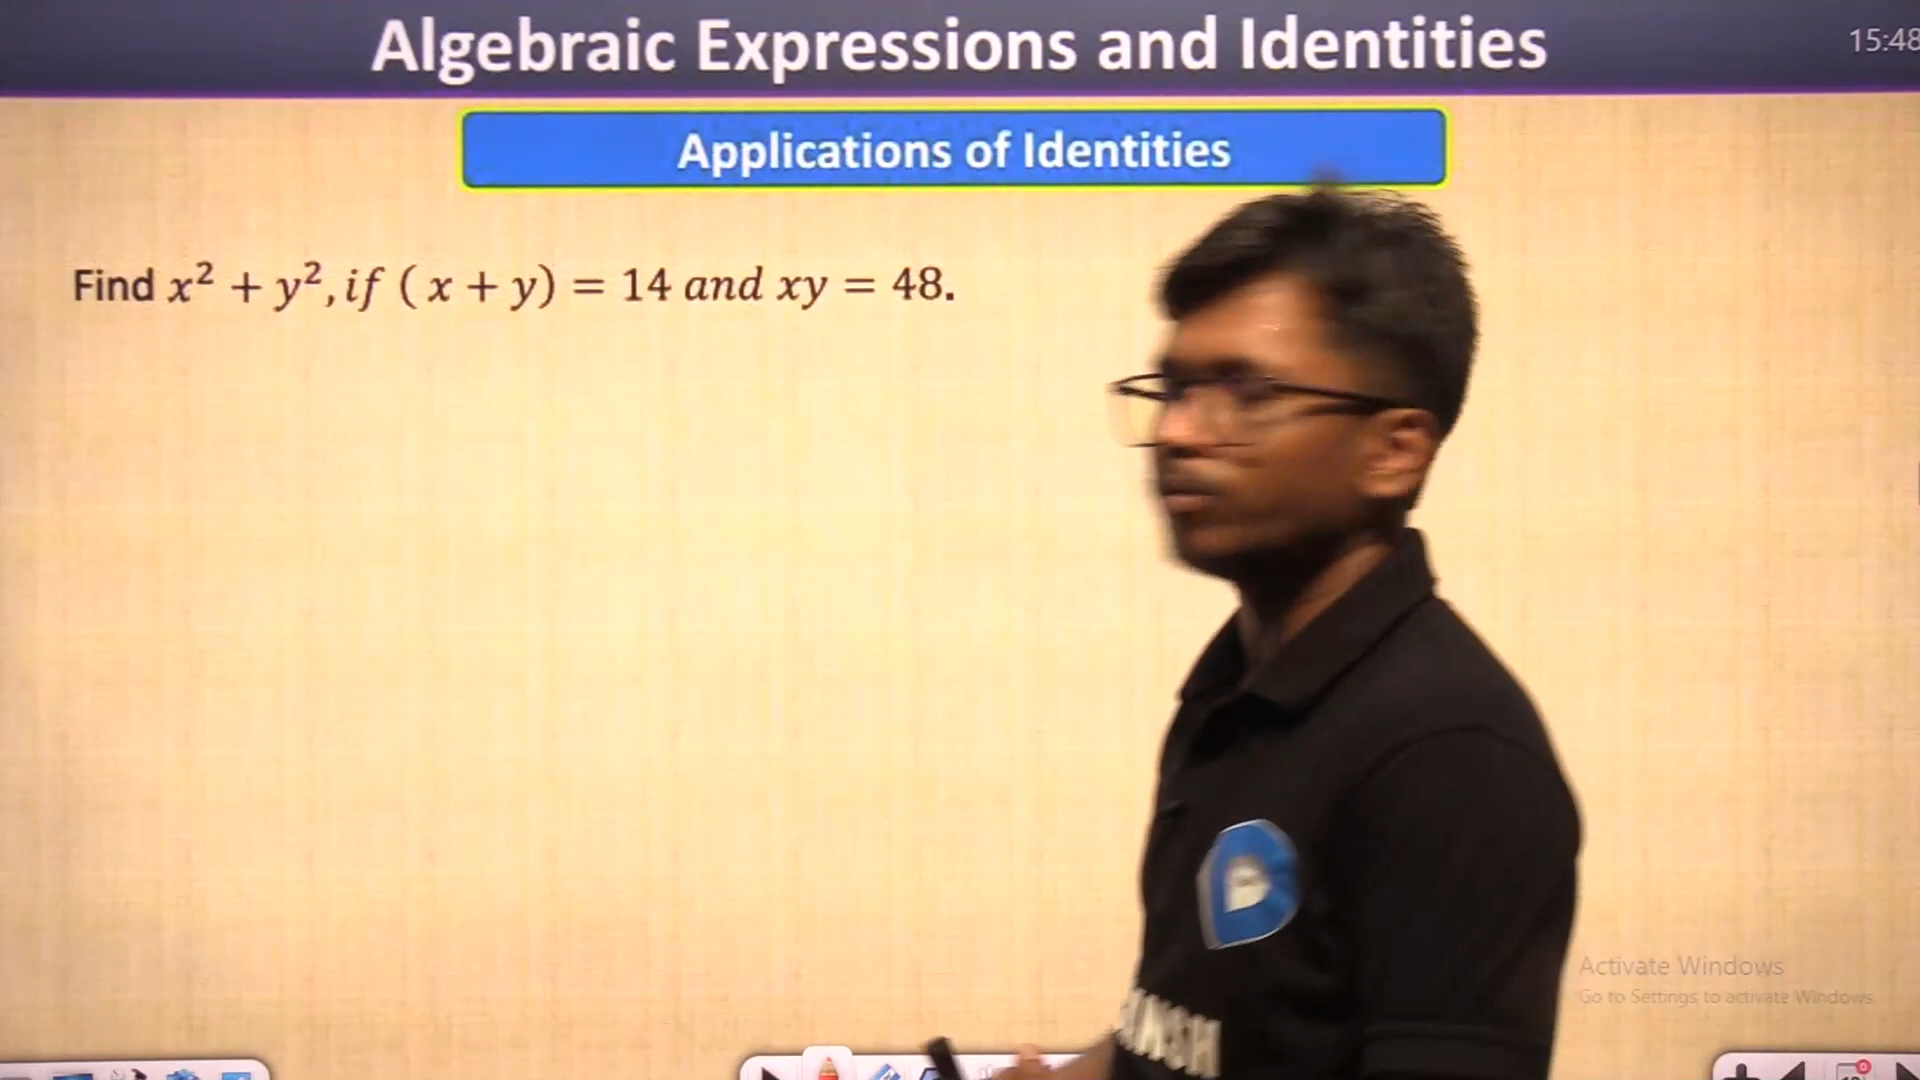 Algebraic Expressions and Identities
15:48
Applications of Identities
Find x² + y², if ( x + y) = 14 and xy = 48.
Activate Windows
Go to Settings to activate Windows.